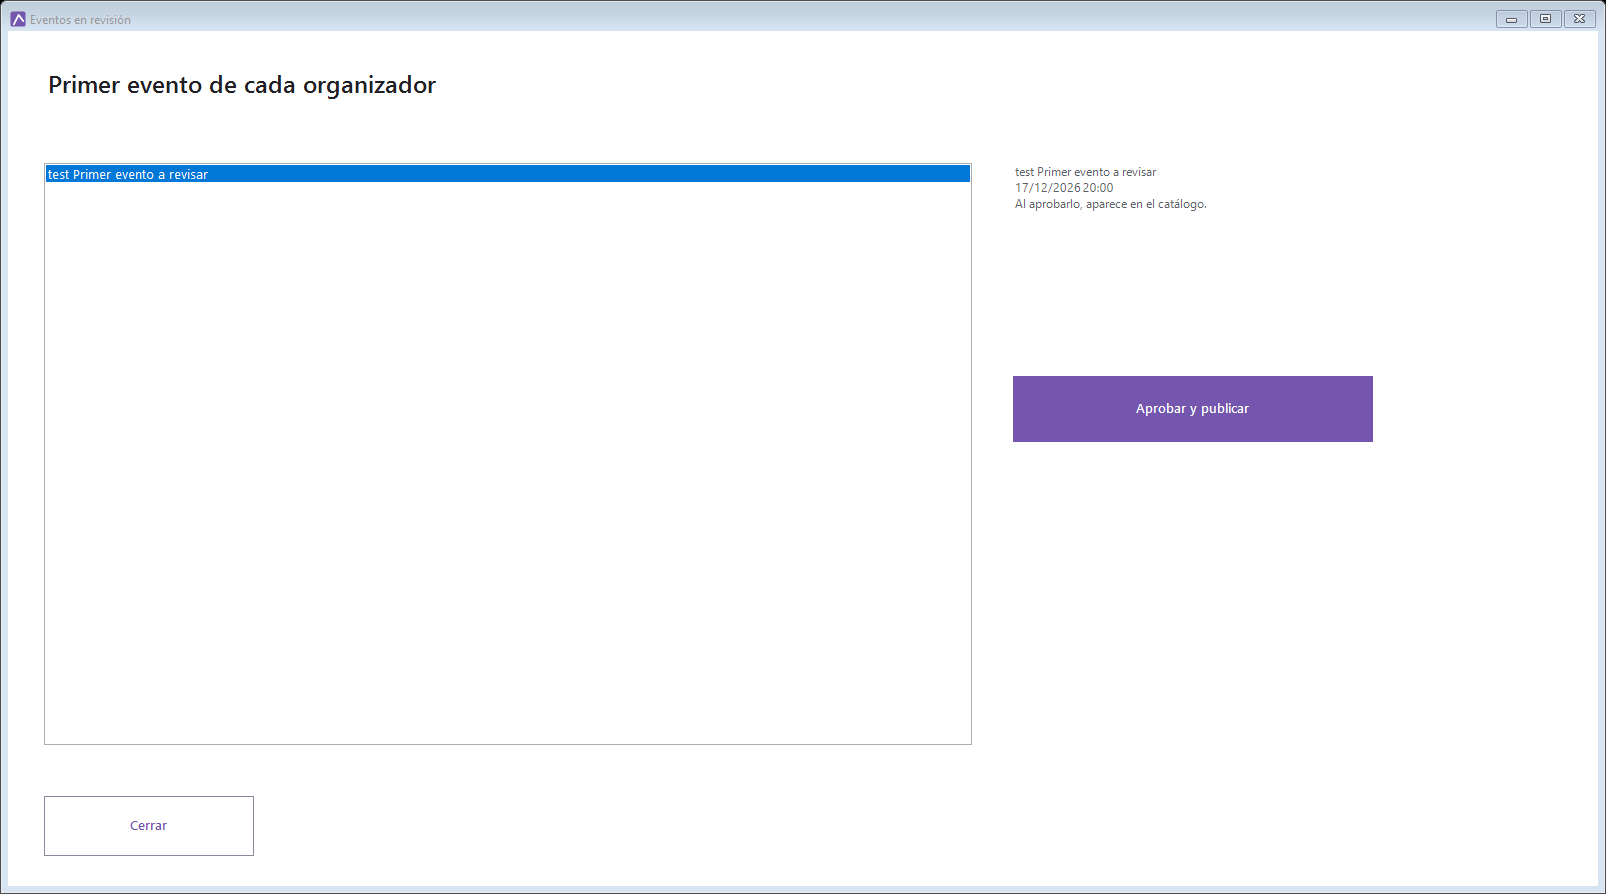 Eventos en revisión
Primer evento de cada organizador
test Primer evento a revisar
test Primer evento a revisar
17/12/2026 20:00
Al aprobarlo, aparece en el catálogo.
Aprobar y publicar
Cerrar